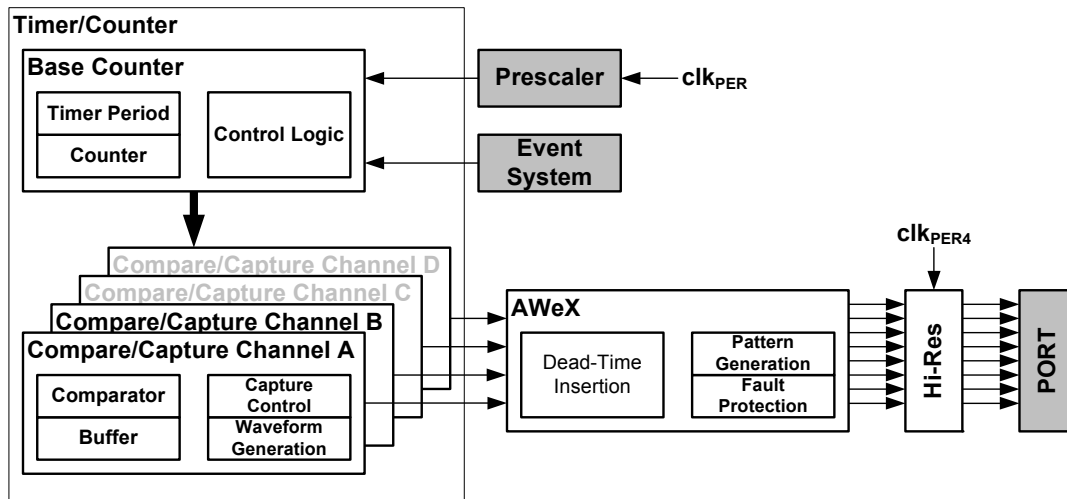 Timer/Counter
Base Counter
Timer Period
Counter
Control Logic
Prescaler
clkPER
Event
System
Compare/Capture Channel D
Compare/Capture Channel C
Compare/Capture Channel B
Compare/Capture Channel A
Comparator
Buffer
Capture
Control
Waveform
Generation
AWeX
Dead-Time
Insertion
Pattern
Generation
Fault
Protection
clkPER4
Hi-Res
PORT